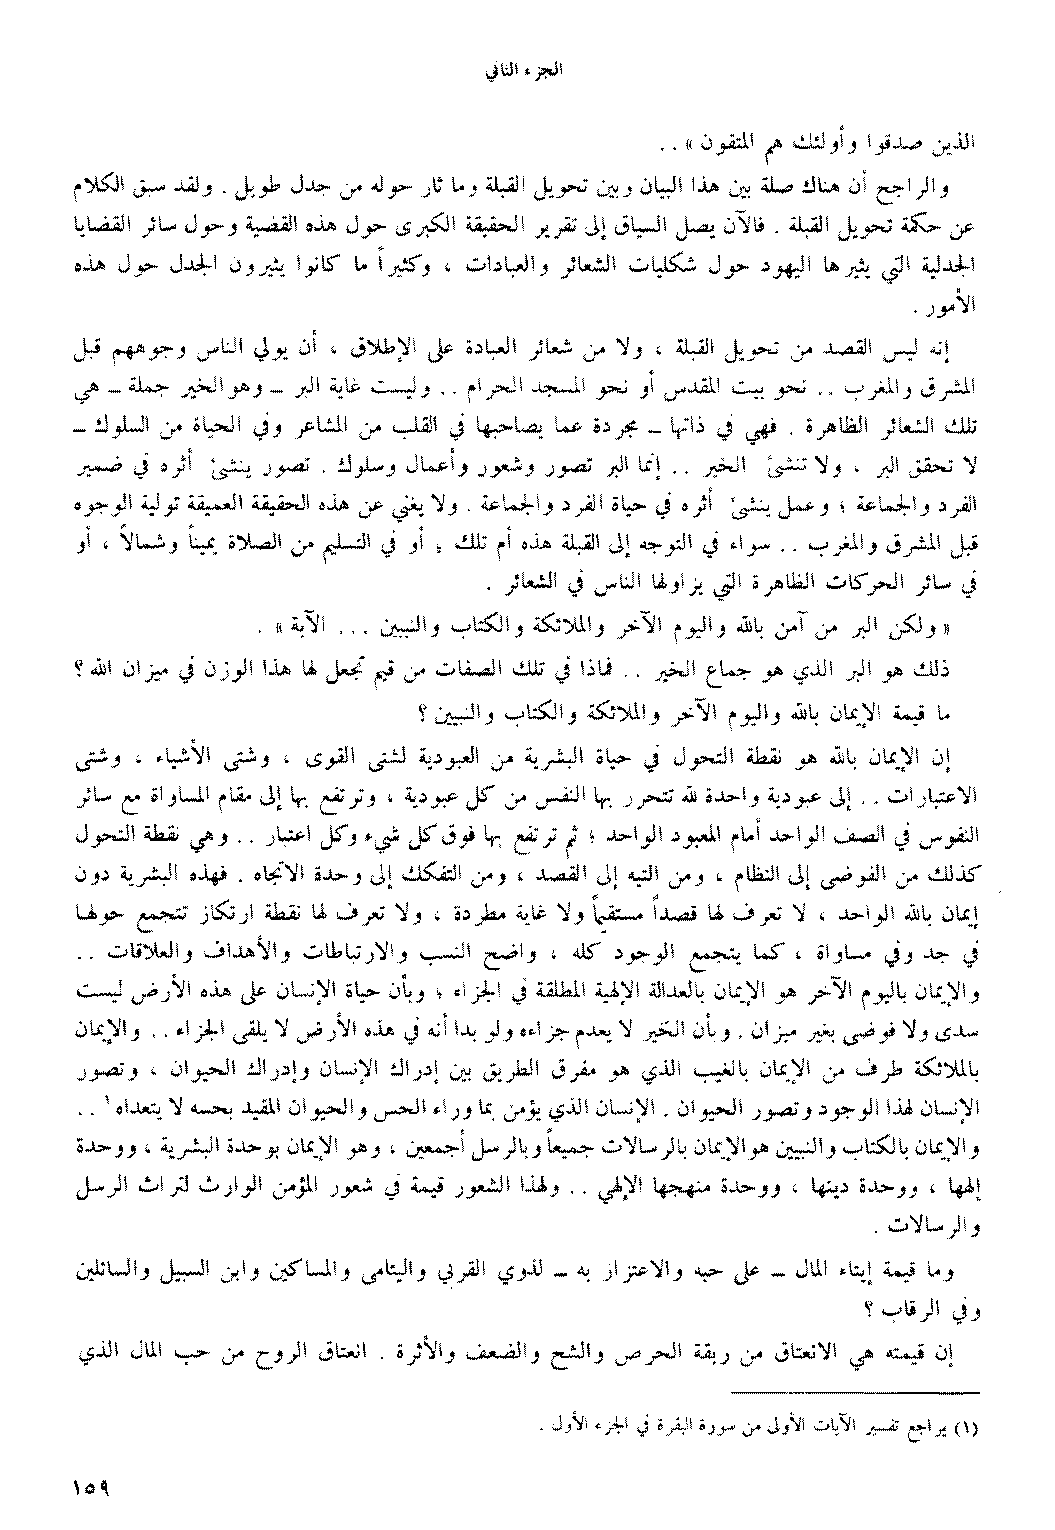 الجزء الثاني
الذين صدقوا وأولئك هم المتقون » . .
والراجح أن هناك صلة بين هذا البيان وبين تحويل القبلة وما ثار حوله من جدل طويل . ولقد سبق الكلام
عن حكمة تحويل القبلة . فالآن يصل السياق إلى تقرير الحقيقة الكبرى حول هذه القضية وحول سائر القضايا
الجدلية التي يثيرها اليهود حول شكليات الشعائر والعبادات ، وكثيراً ما كانوا يثيرون الجدل حول هذه
الأمور .
إنه ليس القصد من تحويل القبلة ، ولا من شعائر العبادة على الإطلاق ، أن يولي الناس وجوههم قبل
المشرق والمغرب . . نحو بيت المقدس أو نحو المسجد الحرام . . وليست غاية البر – وهو الخير جملة – هي
تلك الشعائر الظاهرة . فهي في ذاتها – مجردة عما يصاحبها في القلب من المشاعر وفي الحياة من السلوك –
لا تحقق البر ، ولا تنشئ الخير . . إنما البر تصور وشعور وأعمال وسلوك . تصور ينشئ أثره في ضمير
الفرد والجماعة ؛ وعمل ينشئ أثره في حياة الفرد والجماعة . ولا يغني عن هذه الحقيقة العميقة تولية الوجوه
قبل المشرق والمغرب . . سواء في التوجه إلى القبلة هذه أم تلك ؛ أو في التسليم من الصلاة يميناً وشمالاً ، أو
في سائر الحركات الظاهرة التي يزاولها الناس في الشعائر .
« ولكن البر من آمن بالله واليوم الآخر والملائكة والكتاب والنبيين ... الآية » .
ذلك هو البر الذي هو جماع الخير . . فماذا في تلك الصفات من قيم تجعل لها هذا الوزن في ميزان الله ؟
ما قيمة الإيمان بالله واليوم الآخر والملائكة والكتاب والنبيين ؟
إن الإيمان بالله هو نقطة التحول في حياة البشرية من العبودية لشتى القوى ، وشتى الأشياء ، وشتى
الاعتبارات . . إلى عبودية واحدة لله تتحرر بها النفس من كل عبودية ، وترتفع بها إلى مقام المساواة مع سائر
النفوس في الصف الواحد أمام المعبود الواحد ؛ ثم ترتفع بها فوق كل شيء وكل اعتبار . . وهي نقطة التحول
كذلك من الفوضى إلى النظام ، ومن التيه إلى القصد ، ومن التفكك إلى وحدة الاتجاه . فهذه البشرية دون
إيمان بالله الواحد ، لا تعرف لها قصداً مستقيماً ولا غاية مطردة ، ولا تعرف لها نقطة ارتكاز تتجمع حولها
في جد وفي مساواة ، كما يتجمع الوجود كله ، واضح النسب والارتباطات والأهداف والعلاقات . .
والإيمان باليوم الآخر هو الإيمان بالعدالة الإلهية المطلقة في الجزاء ؛ وبأن حياة الإنسان على هذه الأرض ليست
سدى ولا فوضى بغير ميزان . وبأن الخير لا يعدم جزاءه ولو بدا أنه في هذه الأرض لا يلقى الجزاء . . والإيمان
بالملائكة طرف من الإيمان بالغيب الذي هو مفرق الطريق بين إدراك الإنسان وإدراك الحيوان ، وتصور
الإنسان لهذا الوجود وتصور الحيوان . الإنسان الذي يؤمن بما وراء الحس والحيوان المقيد بحسه لا يتعداه ١ . .
والإيمان بالكتاب والنبيين هو الإيمان بالرسالات جميعاً وبالرسل أجمعين ، وهو الإيمان بوحدة البشرية ، ووحدة
إلهها ، ووحدة دينها ، ووحدة منهجها الإلهي . . ولهذا الشعور قيمة في شعور المؤمن الوارث لتراث الرسل
والرسالات .
وما قيمة إيتاء المال – على حبه والاعتزاز به – لذوي القربي واليتامى والمساكين وابن السبيل والسائلين
وفي الرقاب ؟
إن قيمته هي الانعتاق من ربقة الحرص والشح والضعف والأثرة . انعتاق الروح من حب المال الذي
(١) يراجع تفسير الآيات الأولى من سورة البقرة في الجزء الأول .
١٥٩